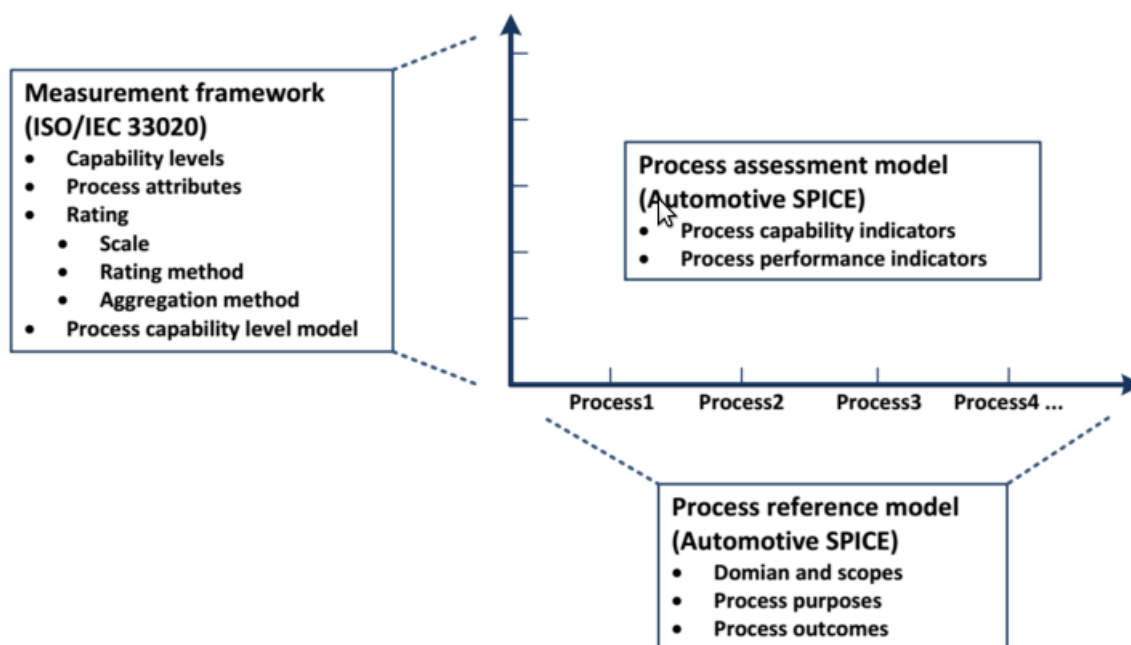 Measurement framework
(ISO/IEC 33020)
• Capability levels
• Process attributes
• Rating
• Scale
• Rating method
• Aggregation method
• Process capability level model
Process assessment model
(Automotive SPICE)
• Process capability indicators
• Process performance indicators
Process1 Process2 Process3 Process4 ...
Process reference model
(Automotive SPICE)
• Domian and scopes
• Process purposes
• Process outcomes